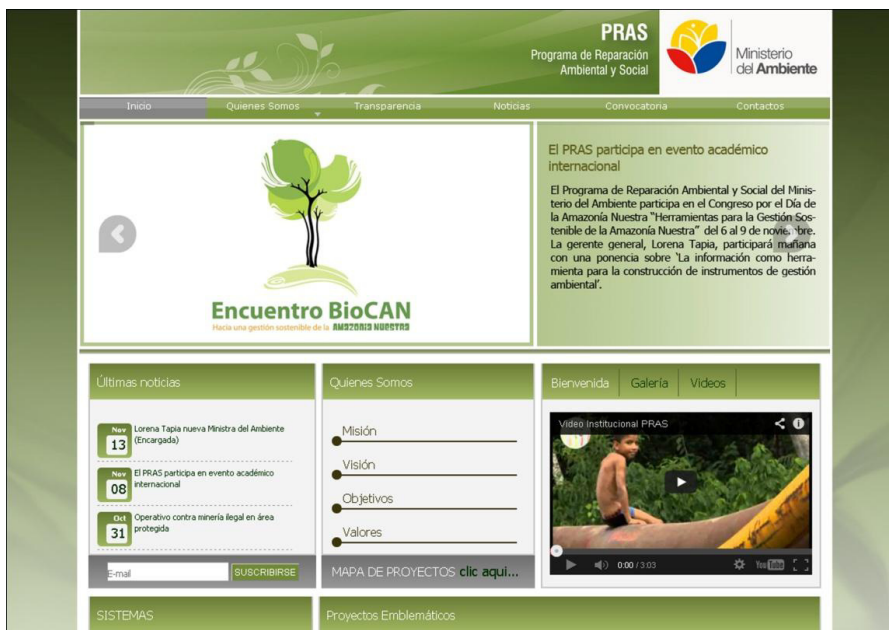 PRAS
Programa de Reparación
Ambiental y Social
Ministerio
del Ambiente
Inicio
Quienes Somos
Transparencia
Noticias
Convocatoria
Contactos
Encuentro BioCAN
Hacia una gestión sostenible de la AMAZONIA NUESTRA
El PRAS participa en evento académico
internacional
El Programa de Reparación Ambiental y Social del Minis-
terio del Ambiente participa en el Congreso por el Día de
la Amazonía Nuestra "Herramientas para la Gestión Sos-
tenible de la Amazonía Nuestra" del 6 al 9 de noviembre.
La gerente general, Lorena Tapia, participará mañana
con una ponencia sobre 'La información como herra-
mienta para la construcción de instrumentos de gestión
ambiental'.
Últimas noticias
Nov
13
Lorena Tapia nueva Ministra del Ambiente
(Encargada)
Nov
08
El PRAS participa en evento académico
internacional
Oct
31
Operativo contra minería ilegal en área
protegida
E-mail
SUSCRIBIRSE
Quienes Somos
Misión
Visión
Objetivos
Valores
MAPA DE PROYECTOS clic aqui...
Bienvenida
Galería
Videos
Video Institucional PRAS
0:00 / 3:03
YouTube
SISTEMAS
Proyectos Emblemáticos